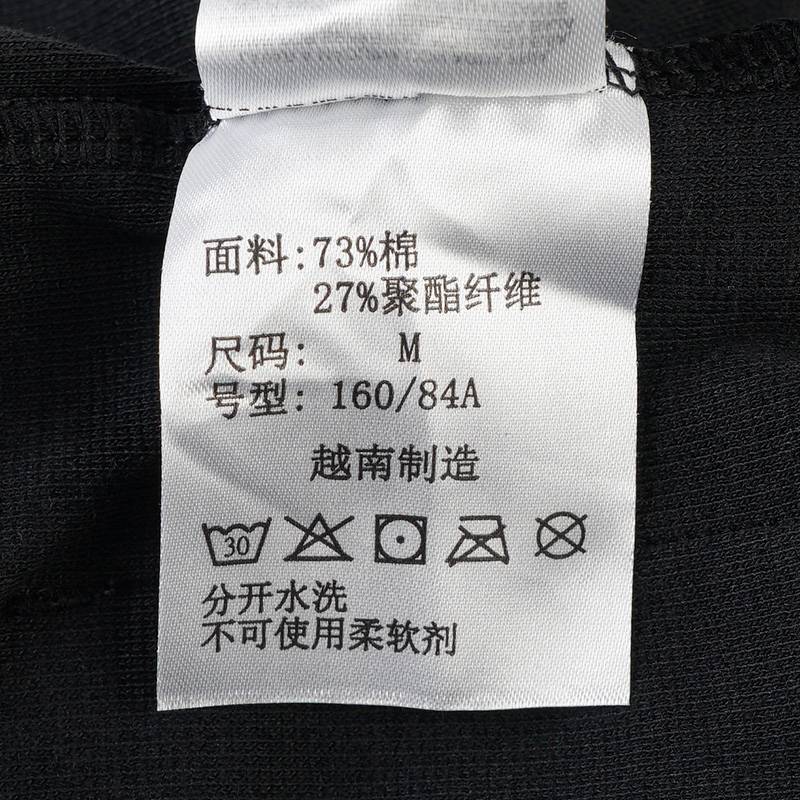 面料:73%棉
27%聚酯纤维
尺码: M
号型: 160/84A
越南制造
30
分开水洗
不可使用柔软剂